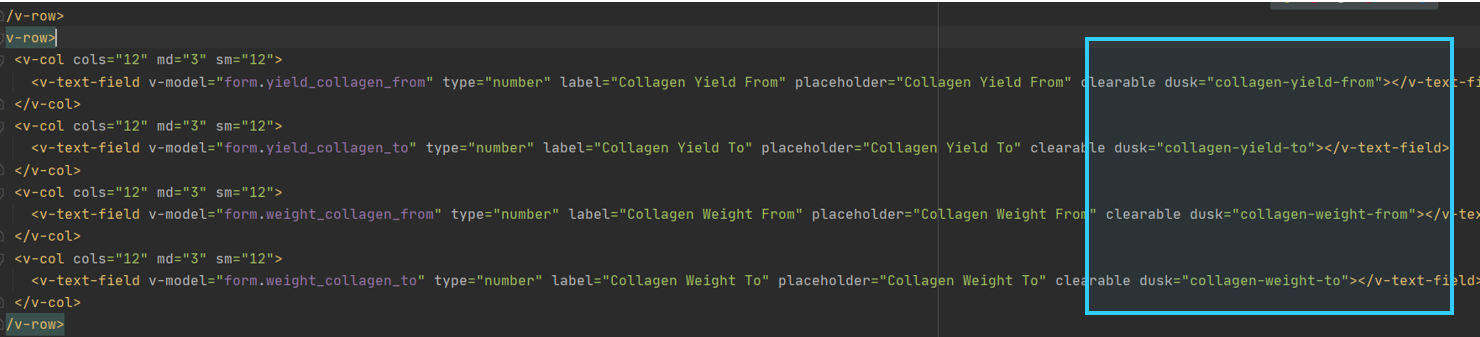 /v-row>
v-row>
<v-col cols="12" md="3" sm="12">
<v-text-field v-model="form.yield_collagen_from" type="number" label="Collagen Yield From" placeholder="Collagen Yield From" clearable dusk="collagen-yield-from"></v-text-fi
</v-col>
<v-col cols="12" md="3" sm="12">
<v-text-field v-model="form.yield_collagen_to" type="number" label="Collagen Yield To" placeholder="Collagen Yield To" clearable dusk="collagen-yield-to"></v-text-field>
</v-col>
<v-col cols="12" md="3" sm="12">
<v-text-field v-model="form.weight_collagen_from" type="number" label="Collagen Weight From" placeholder="Collagen Weight From" clearable dusk="collagen-weight-from"></v-tex
</v-col>
<v-col cols="12" md="3" sm="12">
<v-text-field v-model="form.weight_collagen_to" type="number" label="Collagen Weight To" placeholder="Collagen Weight To" clearable dusk="collagen-weight-to"></v-text-field>
</v-col>
/v-row>